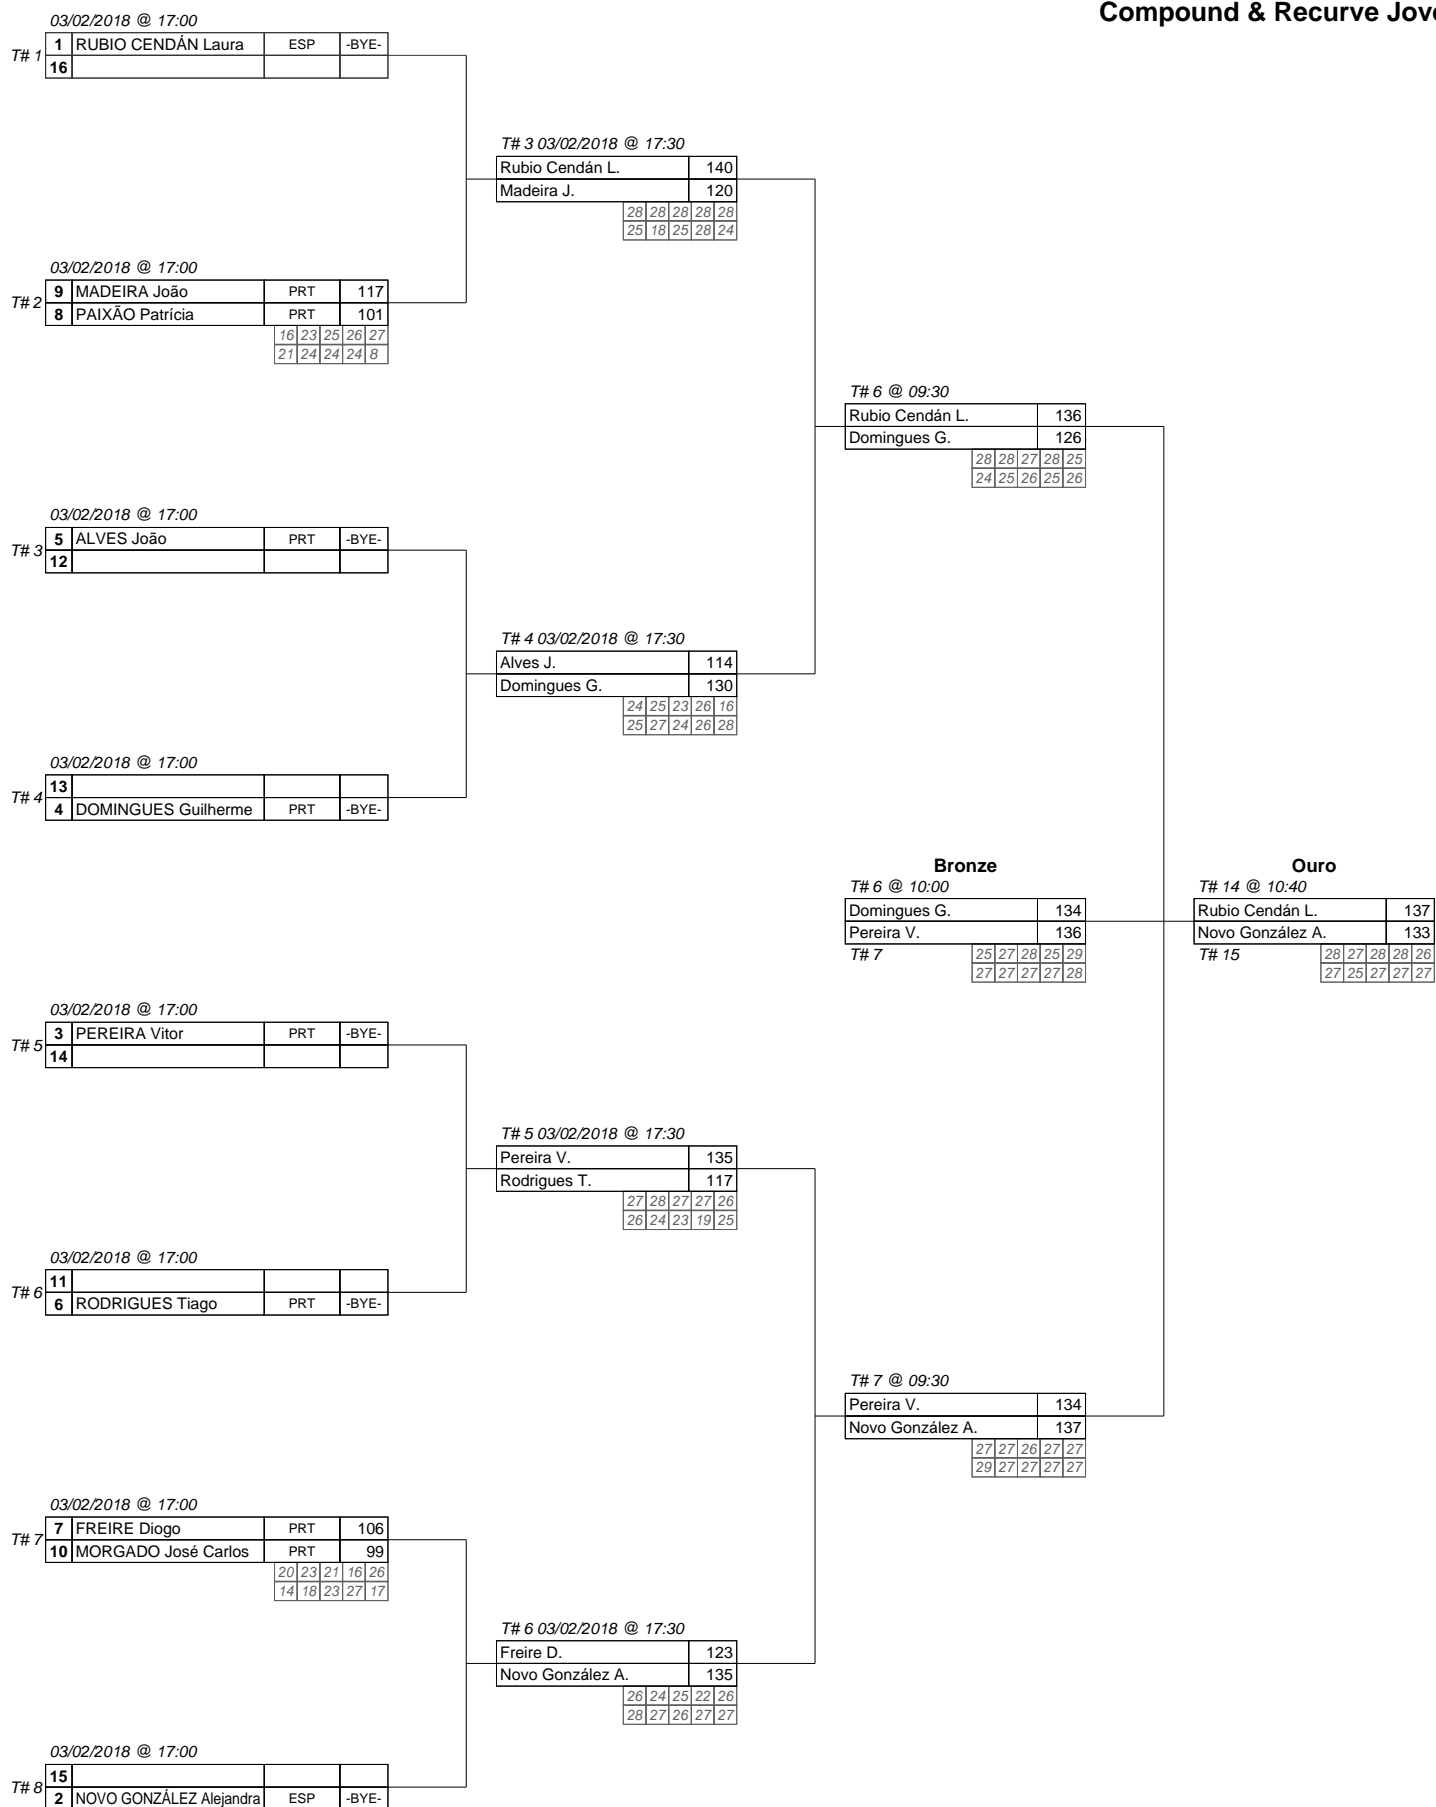 Compound & Recurve Jov
03/02/2018 @ 17:00
T# 1
1 RUBIO CENDÁN Laura ESP -BYE-
16
T# 3 03/02/2018 @ 17:30
Rubio Cendán L. 140
Madeira J. 120
28 28 28 28 28
25 18 25 28 24
03/02/2018 @ 17:00
T# 2
9 MADEIRA João PRT 117
8 PAIXÃO Patrícia PRT 101
16 23 25 26 27
21 24 24 24 8
T# 6 @ 09:30
Rubio Cendán L. 136
Domingues G. 126
28 28 27 28 25
24 25 26 25 26
03/02/2018 @ 17:00
T# 3
5 ALVES João PRT -BYE-
12
T# 4 03/02/2018 @ 17:30
Alves J. 114
Domingues G. 130
24 25 23 26 16
25 27 24 26 28
03/02/2018 @ 17:00
T# 4
13
4 DOMINGUES Guilherme PRT -BYE-
Bronze
T# 6 @ 10:00
Domingues G. 134
Pereira V. 136
T# 7 25 27 28 25 29
27 27 27 27 28
Ouro
T# 14 @ 10:40
Rubio Cendán L. 137
Novo González A. 133
T# 15 28 27 28 28 26
27 25 27 27 27
03/02/2018 @ 17:00
T# 5
3 PEREIRA Vitor PRT -BYE-
14
T# 5 03/02/2018 @ 17:30
Pereira V. 135
Rodrigues T. 117
27 28 27 27 26
26 24 23 19 25
03/02/2018 @ 17:00
T# 6
11
6 RODRIGUES Tiago PRT -BYE-
T# 7 @ 09:30
Pereira V. 134
Novo González A. 137
27 27 26 27 27
29 27 27 27 27
03/02/2018 @ 17:00
T# 7
7 FREIRE Diogo PRT 106
10 MORGADO José Carlos PRT 99
20 23 21 16 26
14 18 23 27 17
T# 6 03/02/2018 @ 17:30
Freire D. 123
Novo González A. 135
26 24 25 22 26
28 27 26 27 27
03/02/2018 @ 17:00
T# 8
15
2 NOVO GONZÁLEZ Alejandra ESP -BYE-